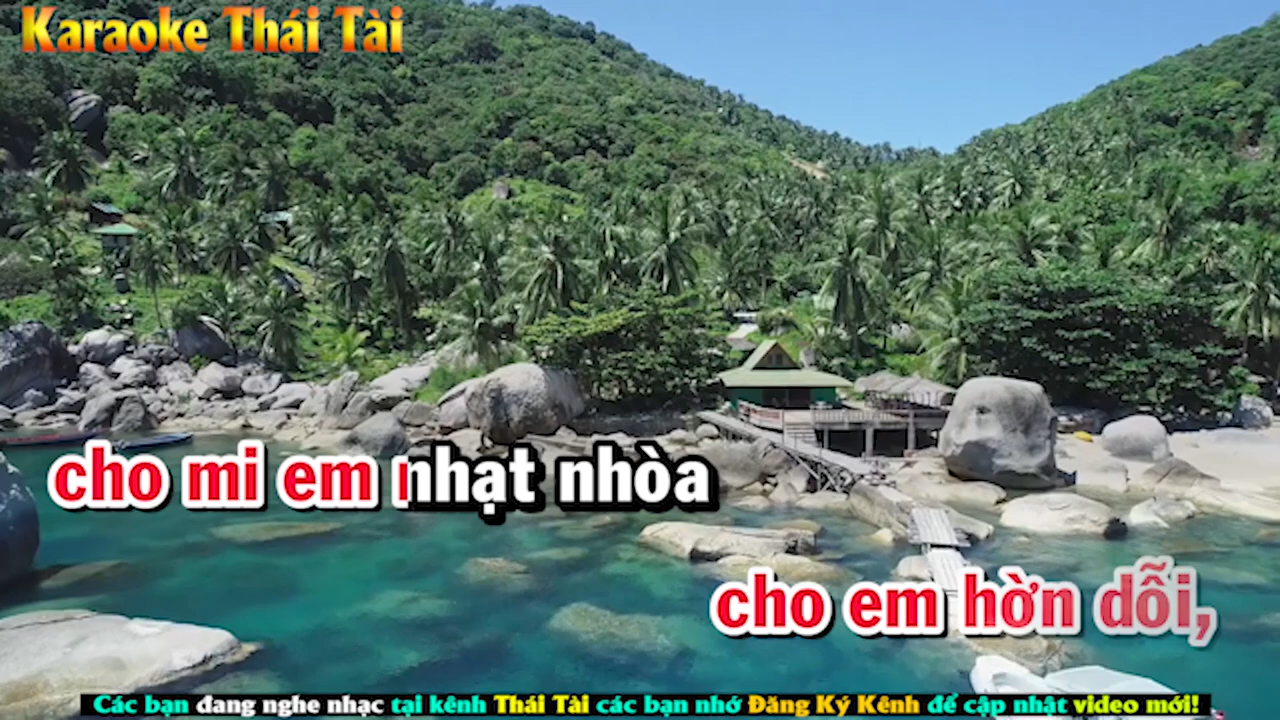 Karaoke Thái Tài
cho mi em nhạt nhòa
cho em hờn dỗi,
Các bạn đang nghe nhạc tại kênh Thái Tài các bạn nhớ Đăng Ký Kênh để cập nhật video mới!